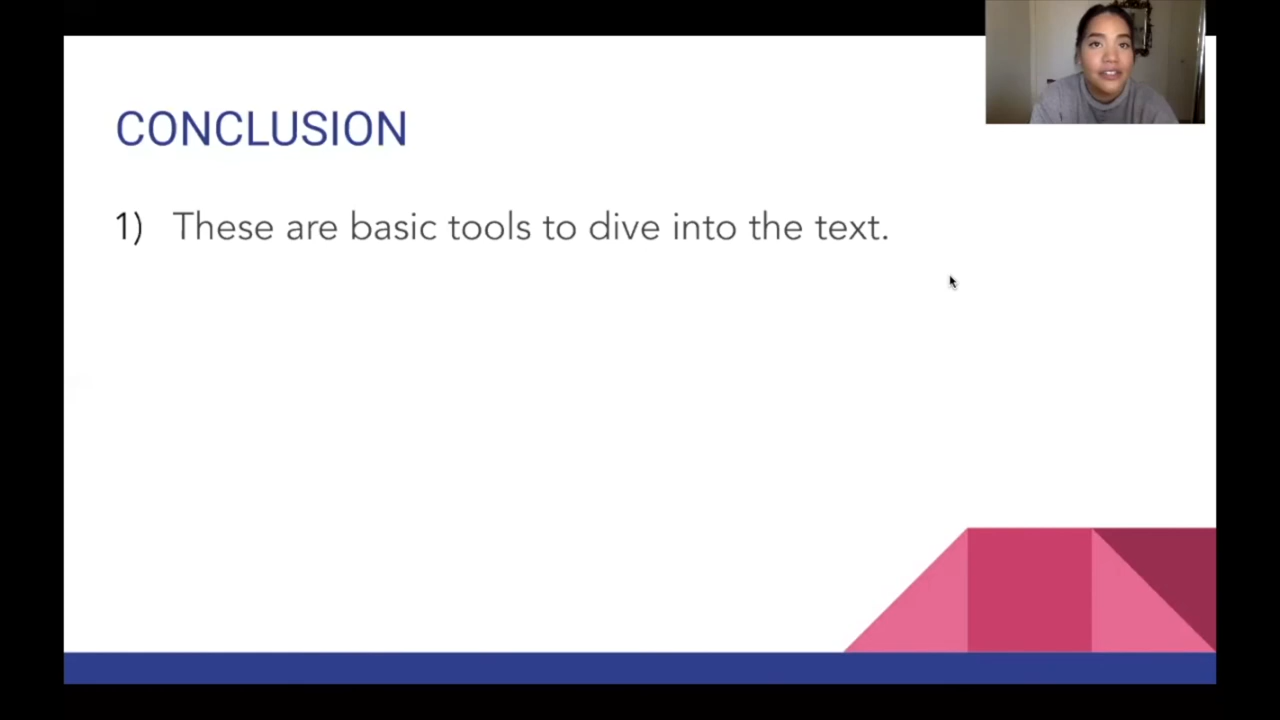 CONCLUSION
1) These are basic tools to dive into the text.